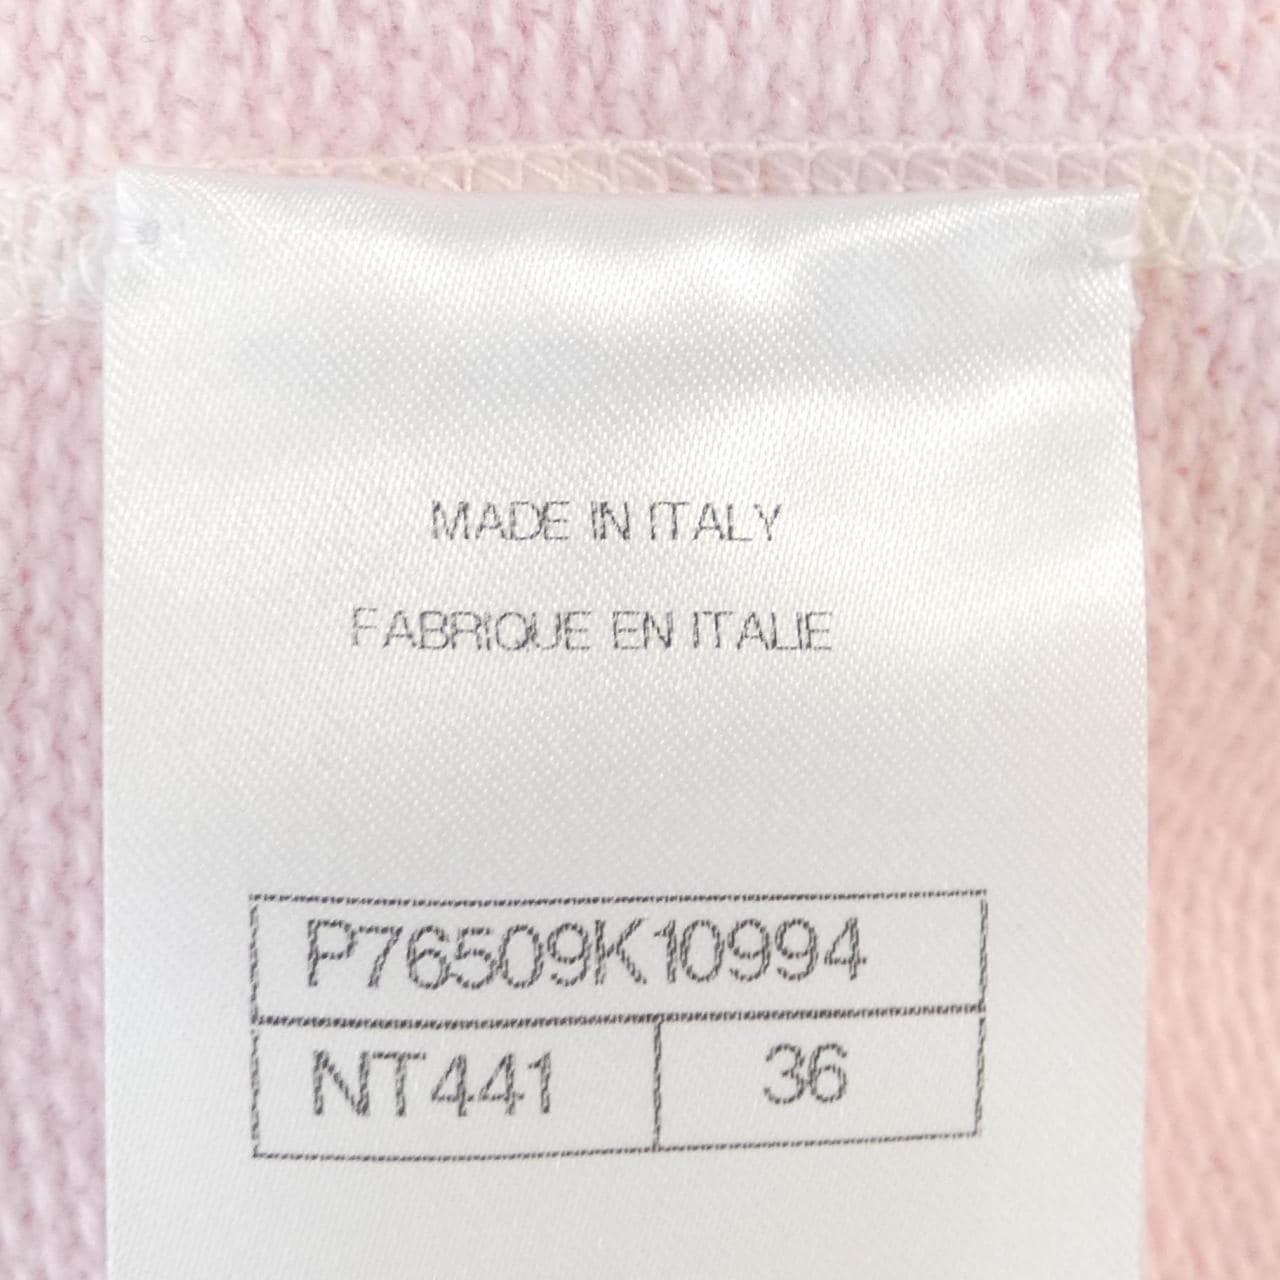 MADE IN ITALY
FABRIQUE EN ITALIE
P76509K10994
NT441 36